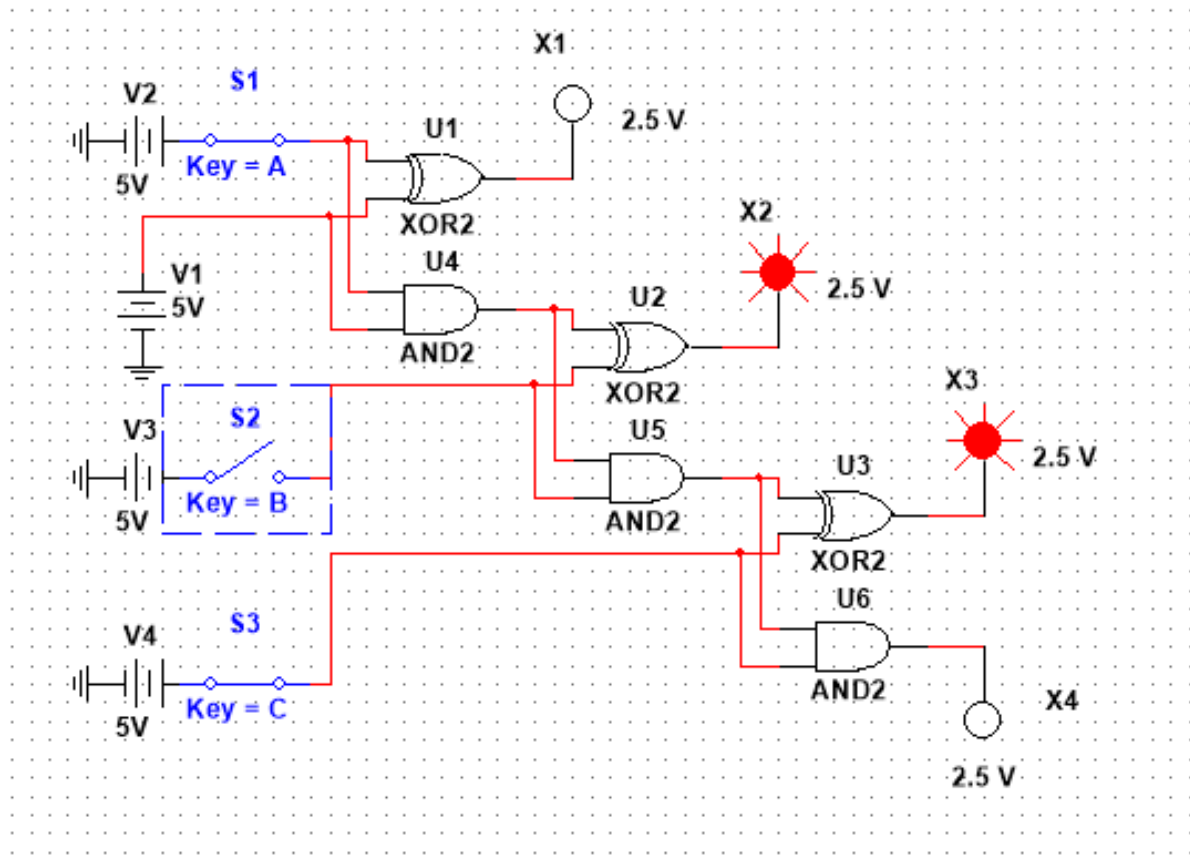 X1
S1
V2
2.5 V
U1
Key = A
5V
XOR2
X2
U4
V1
5V
2.5 V
U2
AND2
XOR2
X3
S2
V3
U5
2.5 V
U3
Key = B
5V
AND2
XOR2
U6
S3
V4
AND2
X4
Key = C
5V
2.5 V